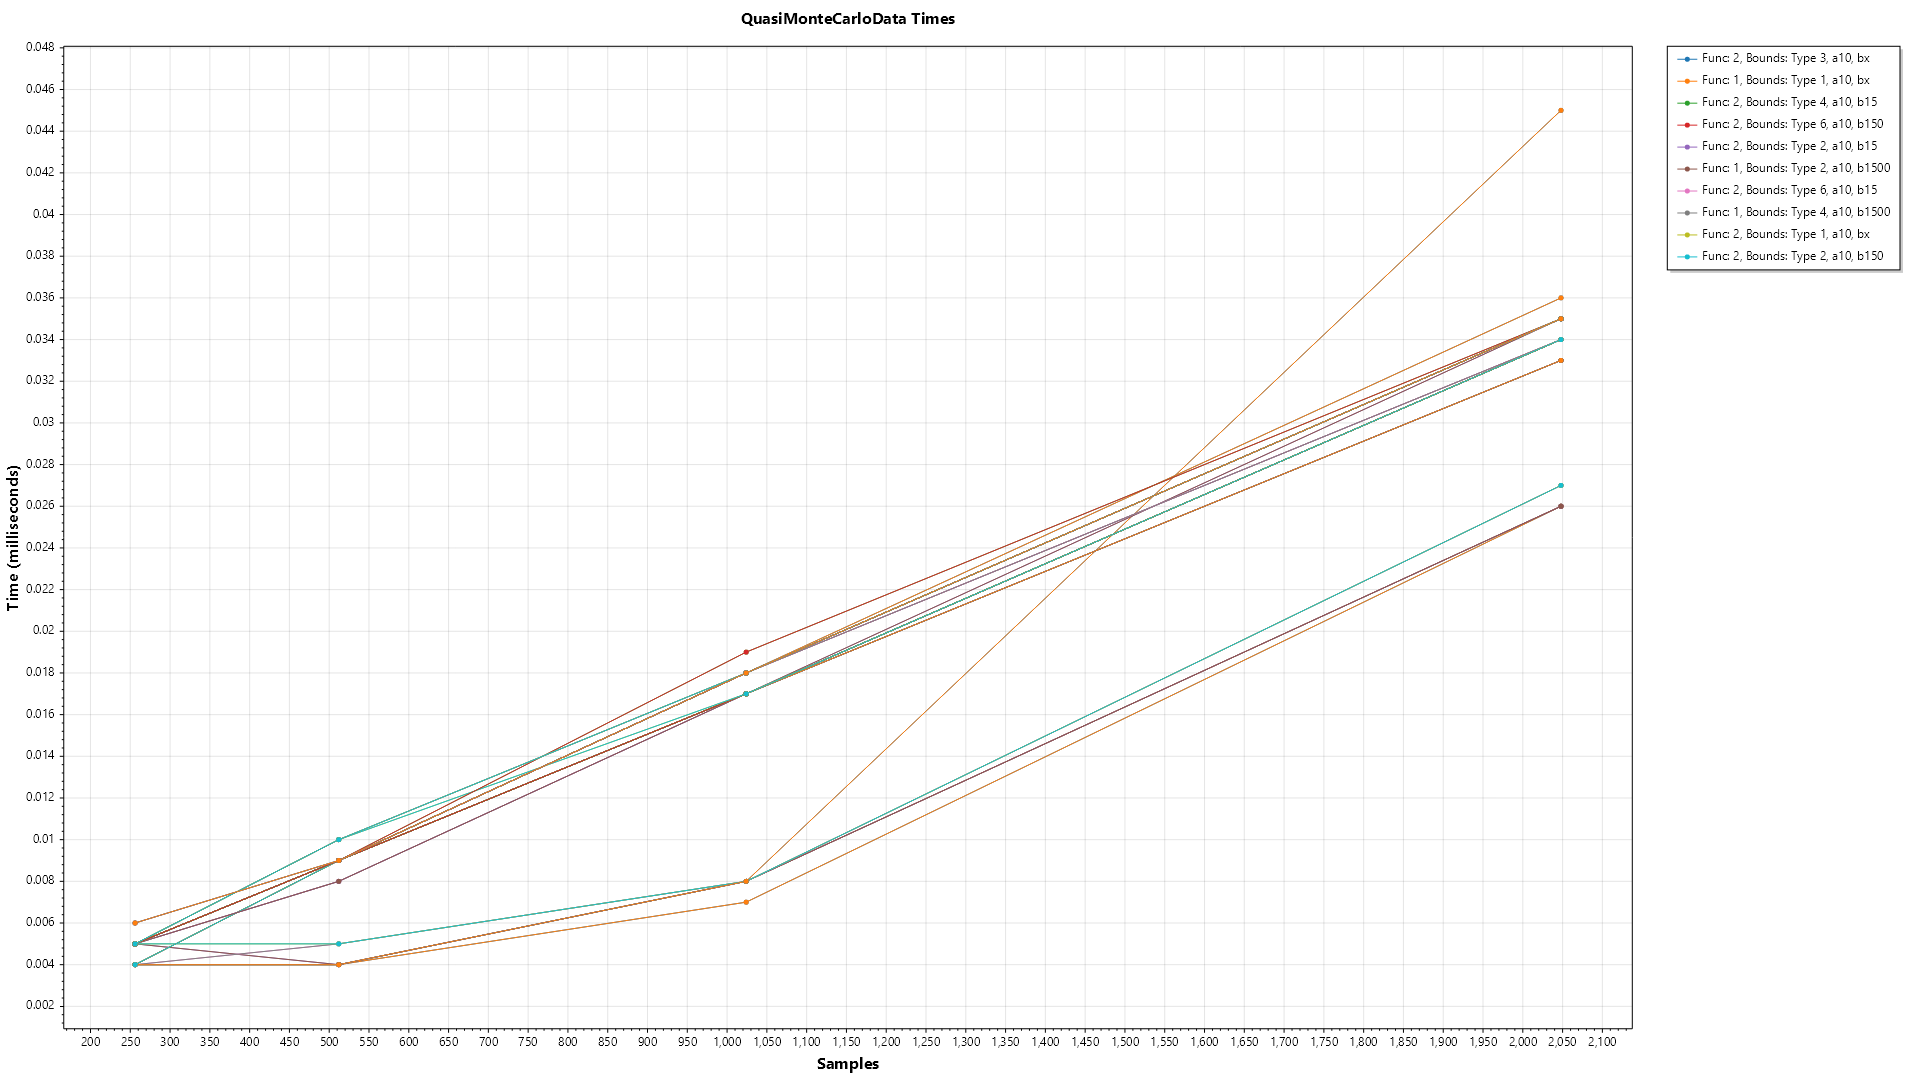 QuasiMonteCarloData Times
0.048
0.046
0.044
0.042
0.04
0.038
0.036
0.034
0.032
0.03
0.028
0.026
0.024
0.022
0.02
0.018
0.016
0.014
0.012
0.01
0.008
0.006
0.004
0.002
Time (milliseconds)
200 250 300 350 400 450 500 550 600 650 700 750 800 850 900 950 1,000 1,050 1,100 1,150 1,200 1,250 1,300 1,350 1,400 1,450 1,500 1,550 1,600 1,650 1,700 1,750 1,800 1,850 1,900 1,950 2,000 2,050 2,100
Samples
Func: 2, Bounds: Type 3, a10, bx
Func: 1, Bounds: Type 1, a10, bx
Func: 2, Bounds: Type 4, a10, b15
Func: 2, Bounds: Type 6, a10, b150
Func: 2, Bounds: Type 2, a10, b15
Func: 1, Bounds: Type 2, a10, b1500
Func: 2, Bounds: Type 6, a10, b15
Func: 1, Bounds: Type 4, a10, b1500
Func: 2, Bounds: Type 1, a10, bx
Func: 2, Bounds: Type 2, a10, b150